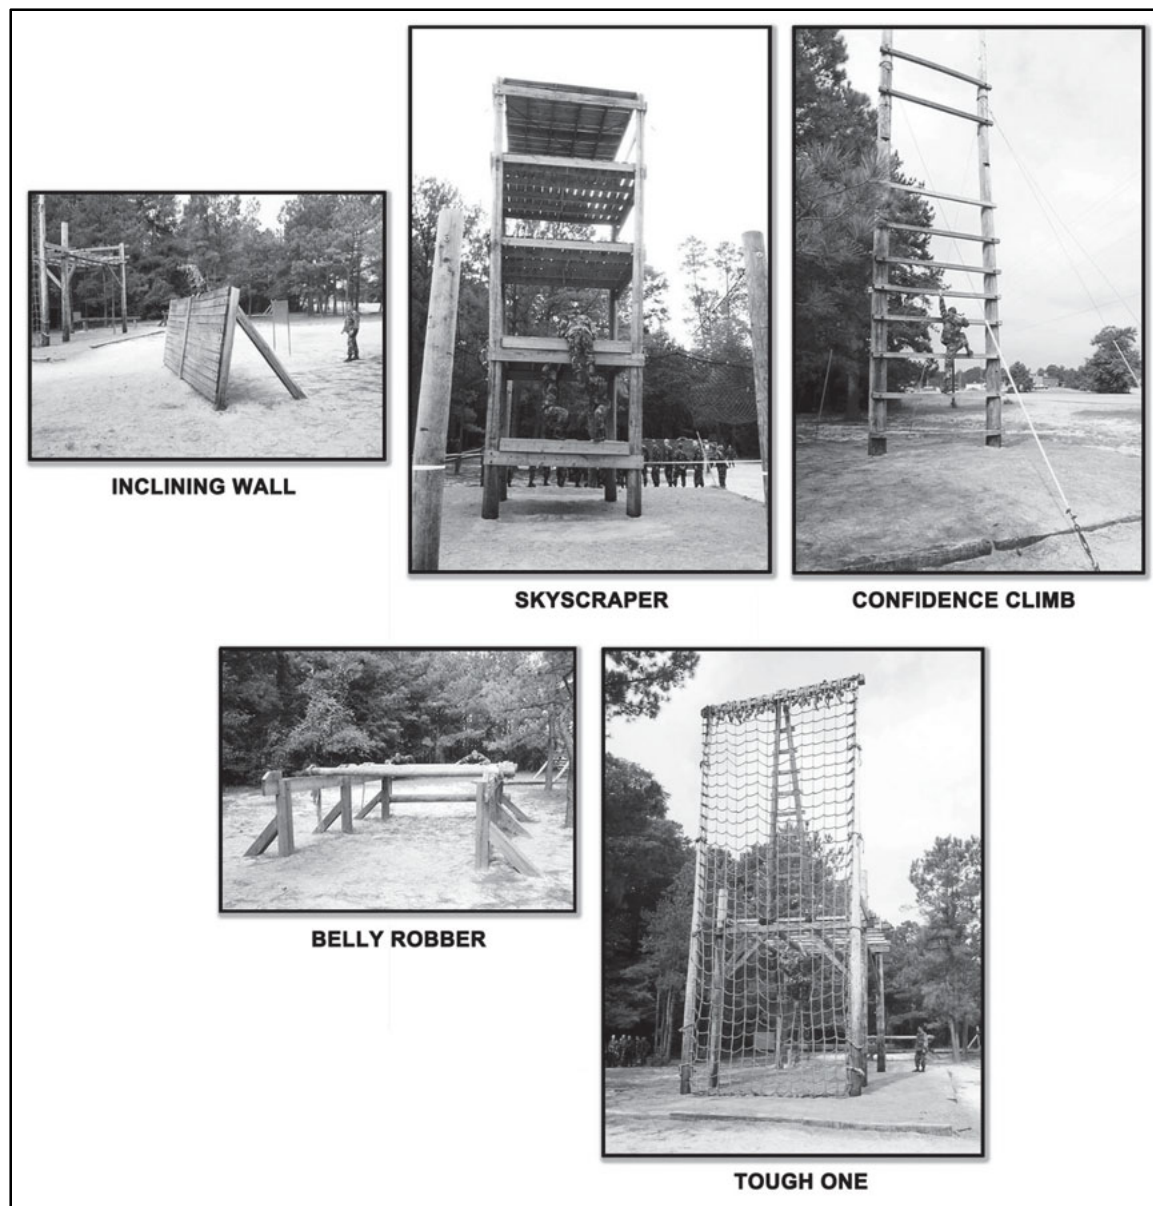 INCLINING WALL
SKYSCRAPER
CONFIDENCE CLIMB
BELLY ROBBER
TOUGH ONE